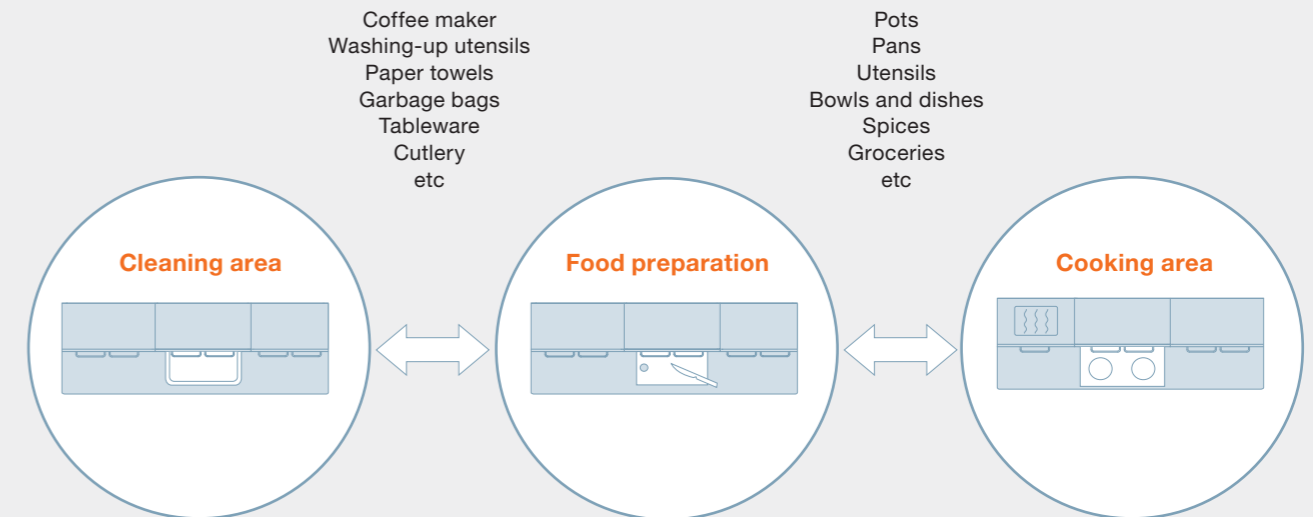 Coffee maker
Washing-up utensils
Paper towels
Garbage bags
Tableware
Cutlery
etc
Pots
Pans
Utensils
Bowls and dishes
Spices
Groceries
etc
Cleaning area
Food preparation
Cooking area